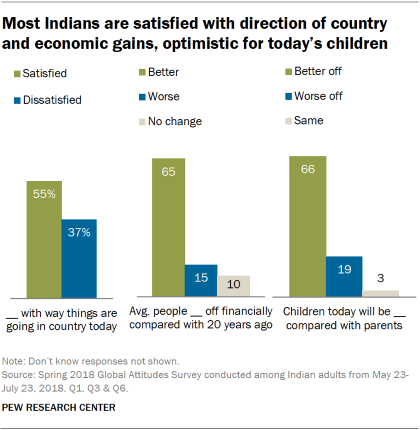 Most Indians are satisfied with direction of country
and economic gains, optimistic for today's children
Satisfied
Dissatisfied
55%
37%
__ with way things are
going in country today
Better
Worse
No change
65
15
10
Avg. people __ off financially
compared with 20 years ago
Better off
Worse off
Same
66
19
3
Children today will be __
compared with parents
Note: Don't know responses not shown.
Source: Spring 2018 Global Attitudes Survey conducted among Indian adults from May 23-
July 23, 2018. Q1, Q3 & Q6.
PEW RESEARCH CENTER